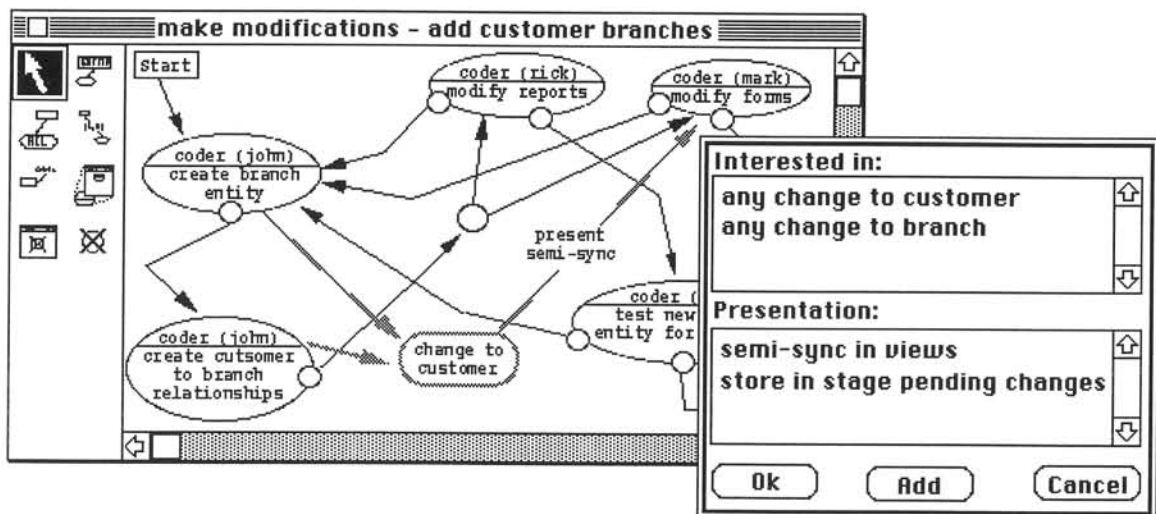 make modifications - add customer branches
start
coder (rick)
modify reports
coder (mark)
modify forms
coder (john)
create branch
entity
present
semi-sync
coder (
test new
entity for
change to
customer
coder (john)
create cutsomer
to branch
relationships
Interested in:
any change to customer
any change to branch
Presentation:
semi-sync in views
store in stage pending changes
Ok
Add
Cancel